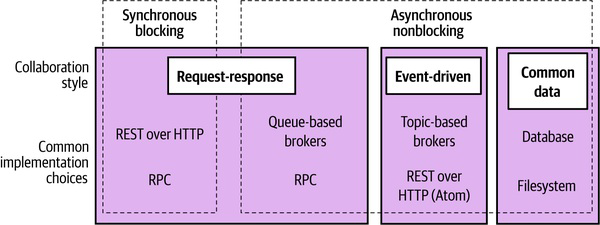 Synchronous
blocking
Asynchronous
nonblocking
Collaboration
style
Request-response
Event-driven
Common
data
Common
implementation
choices
REST over HTTP
RPC
Queue-based
brokers
RPC
Topic-based
brokers
REST over
HTTP (Atom)
Database
Filesystem